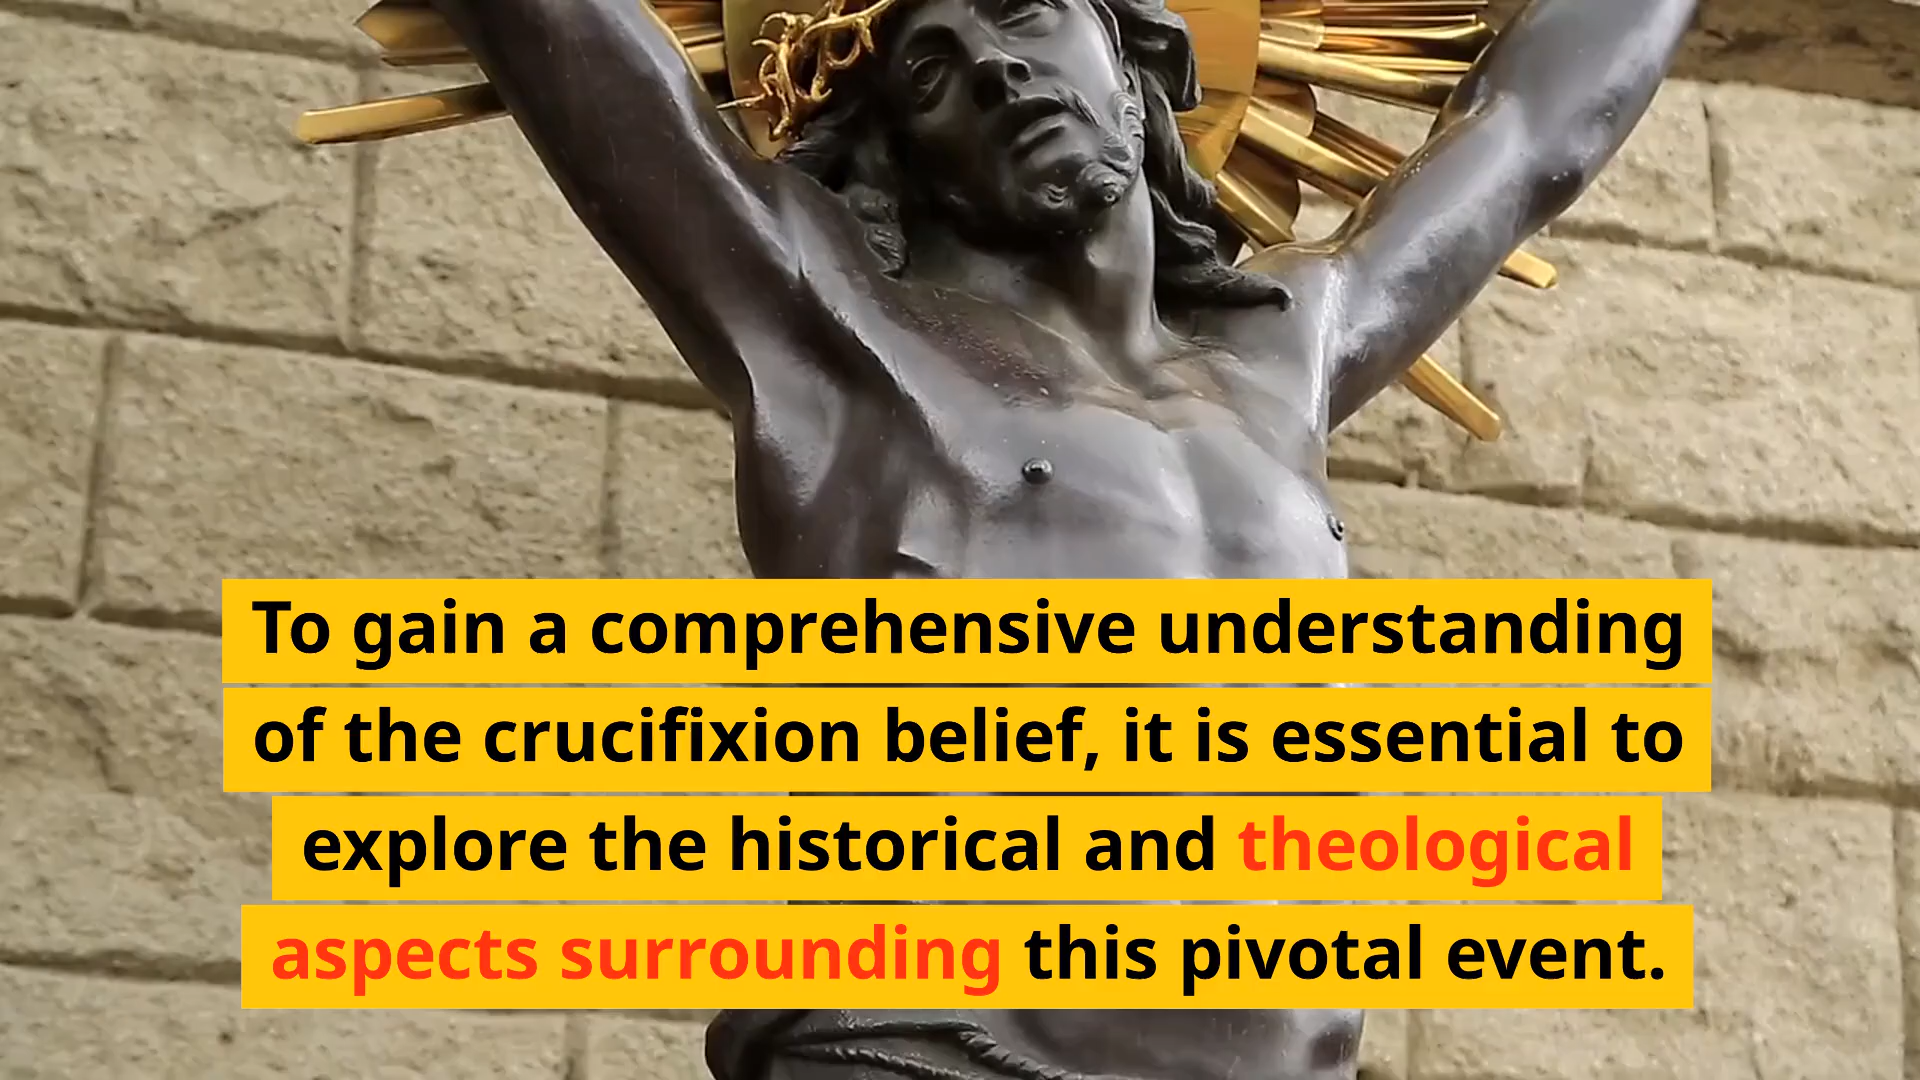 To gain a comprehensive understanding
of the crucifixion belief, it is essential to
explore the historical and theological
aspects surrounding this pivotal event.